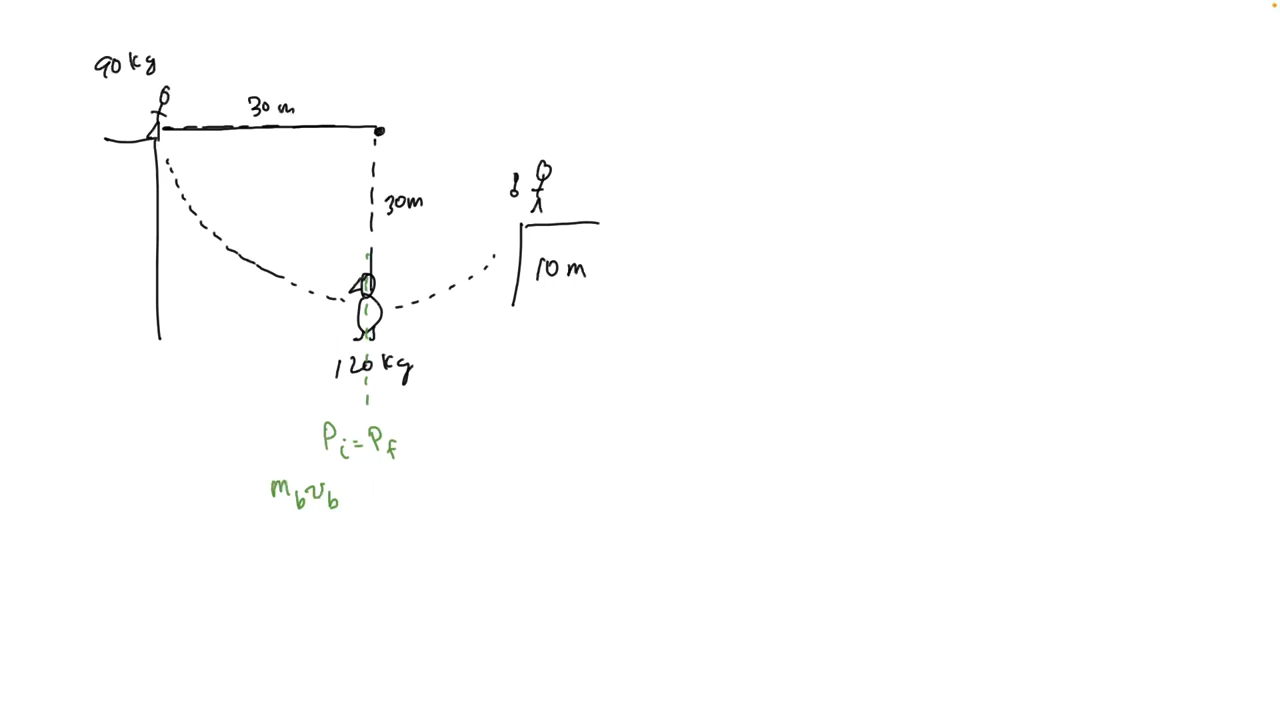 90 kg
30 m
30m
10 m
120 kg
P_i = P_f
m_b v_b